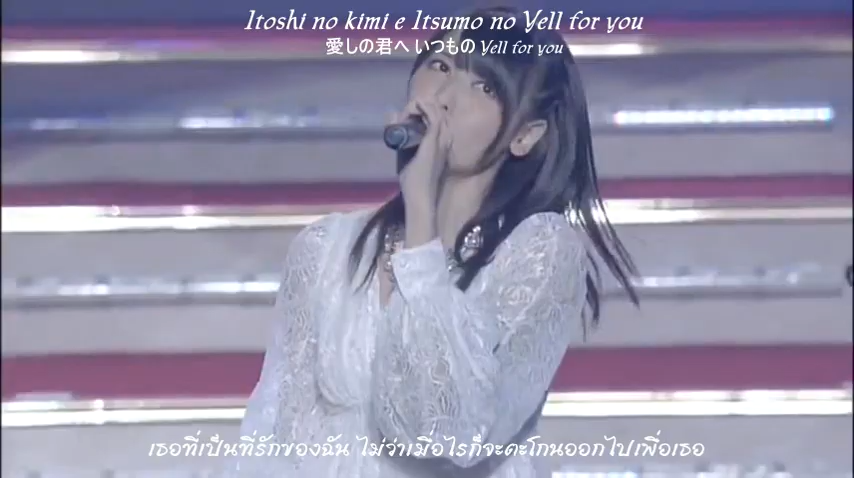 Itoshi no kimi e Itsumo no Yell for you
愛しの君へ いつもの Yell for you
เธอที่เป็นที่รักของฉัน ไม่ว่าเมื่อไรก็จะตะโกนออกไปเพื่อเธอ